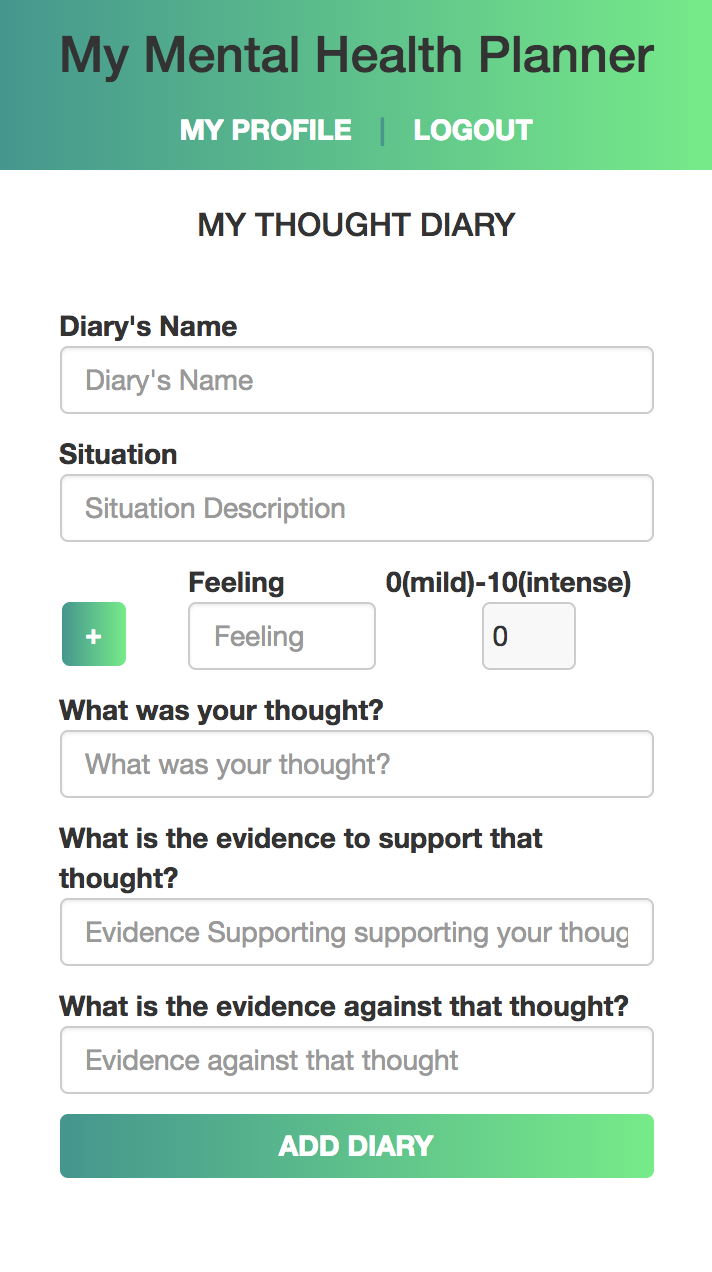 My Mental Health Planner
MY PROFILE | LOGOUT
MY THOUGHT DIARY
Diary's Name
Diary's Name
Situation
Situation Description
Feeling 0(mild)-10(intense)
+ Feeling 0
What was your thought?
What was your thought?
What is the evidence to support that
thought?
Evidence Supporting supporting your thoug
What is the evidence against that thought?
Evidence against that thought
ADD DIARY